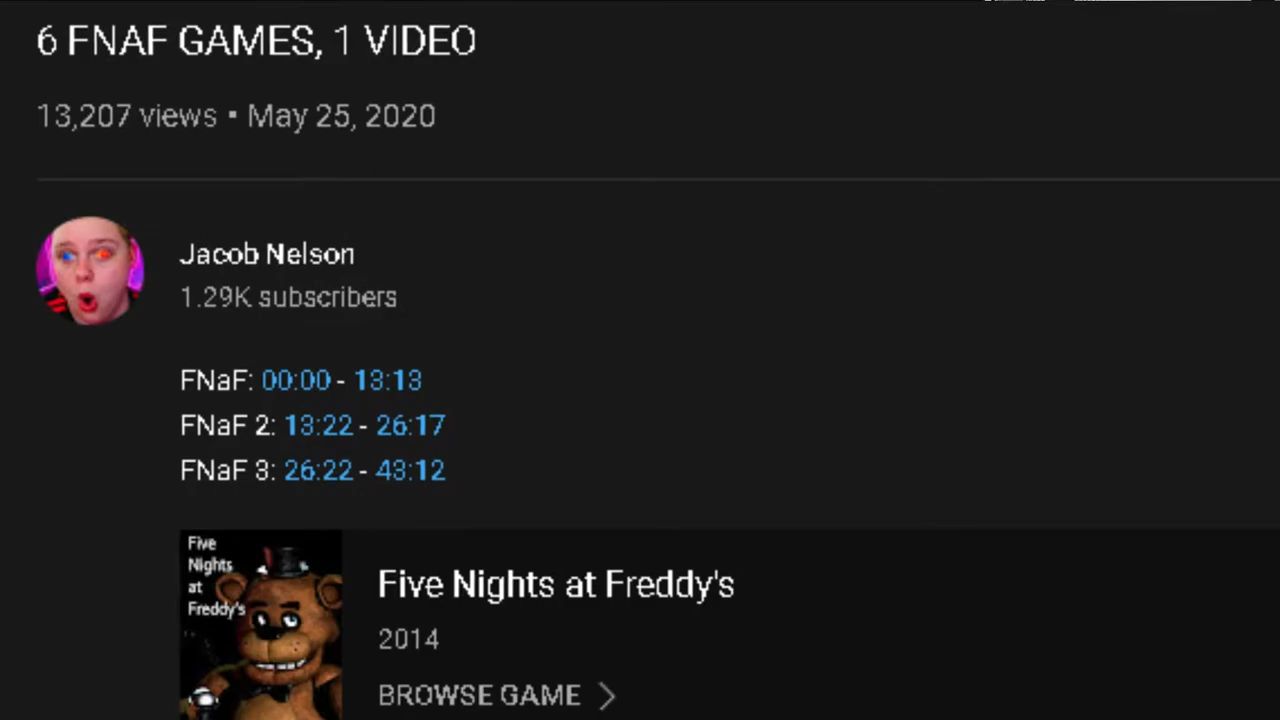 6 FNAF GAMES, 1 VIDEO
13,207 views • May 25, 2020
Jacob Nelson
1.29K subscribers
FNaF: 00:00 - 13:13
FNaF 2: 13:22 - 26:17
FNaF 3: 26:22 - 43:12
Five
Nights
at
Freddy's
Five Nights at Freddy's
2014
BROWSE GAME